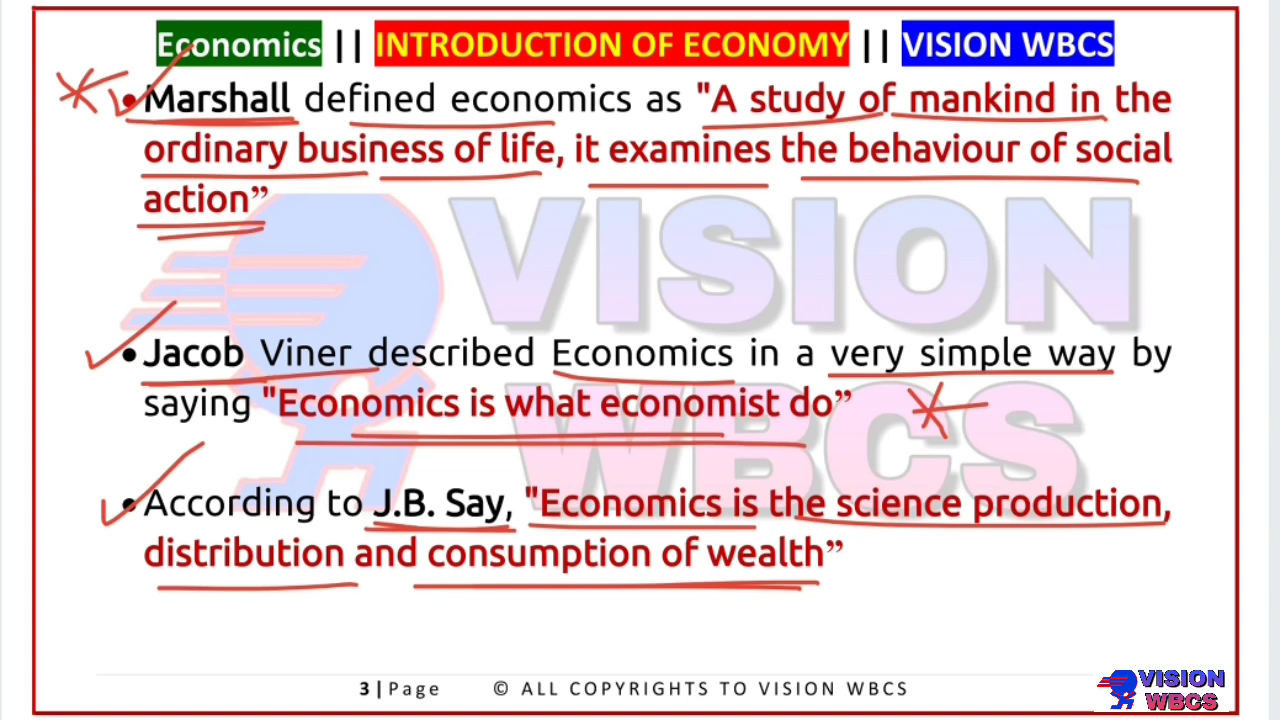 Economics || INTRODUCTION OF ECONOMY || VISION WBCS
• Marshall defined economics as "A study of mankind in the
ordinary business of life, it examines the behaviour of social
action”
VISION
WBCS
• Jacob Viner described Economics in a very simple way by
saying "Economics is what economist do”
• According to J.B. Say, "Economics is the science production,
distribution and consumption of wealth”
3 | Page © ALL COPYRIGHTS TO VISION WBCS
VISION
WBCS